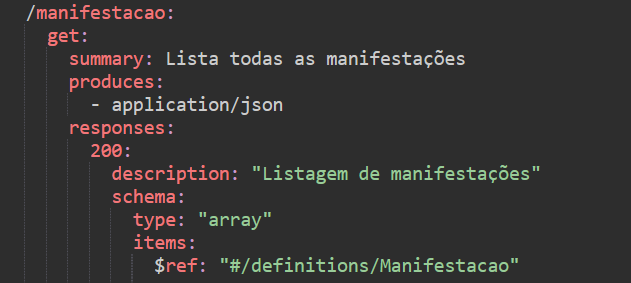 /manifestacao:
get:
summary: Lista todas as manifestações
produces:
- application/json
responses:
200:
description: "Listagem de manifestações"
schema:
type: "array"
items:
$ref: "#/definitions/Manifestacao"